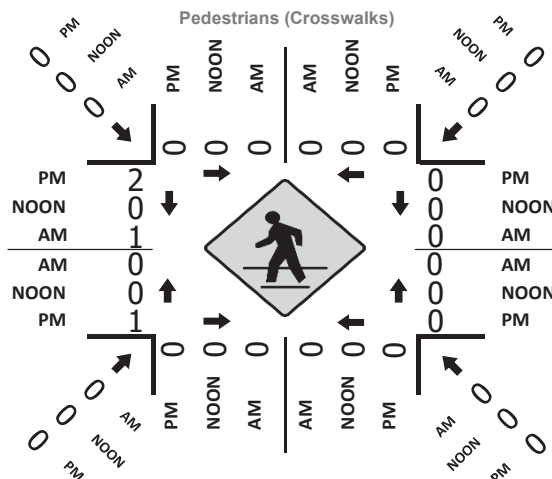 Pedestrians (Crosswalks)
0 PM
0 NOON
0 AM
PM NOON AM AM NOON PM
PM 0
NOON 0
AM 0
0 0 0 0 0 0
PM 2 0 PM
NOON 0 0 NOON
AM 1 0 AM
AM 0 0 AM
NOON 0 0 NOON
PM 1 0 PM
0 0 0 0 0 0
PM NOON AM AM NOON PM
0 AM
0 NOON
0 PM
AM 0
NOON 0
PM 0